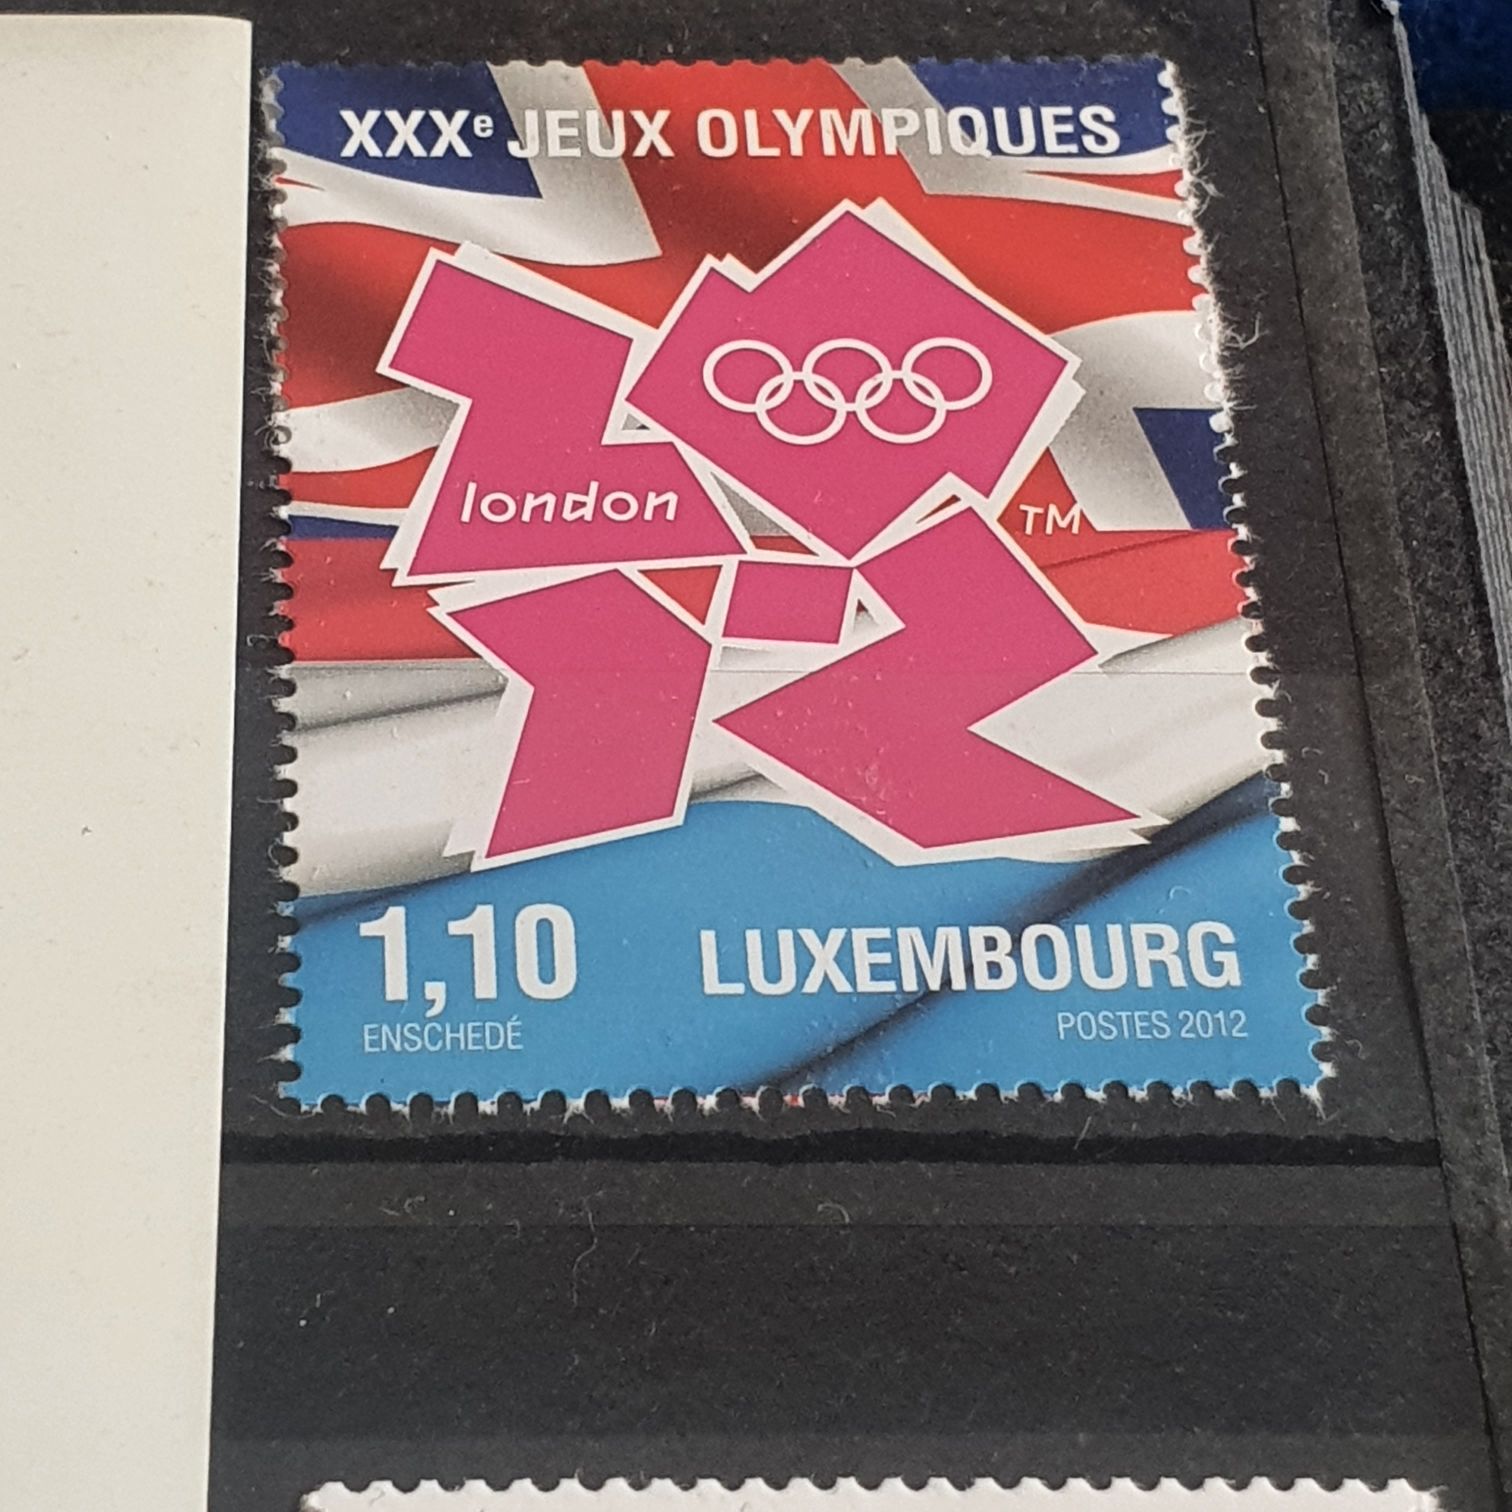 XXXe JEUX OLYMPIQUES
london
TM
1,10 LUXEMBOURG
ENSCHEDÉ POSTES 2012